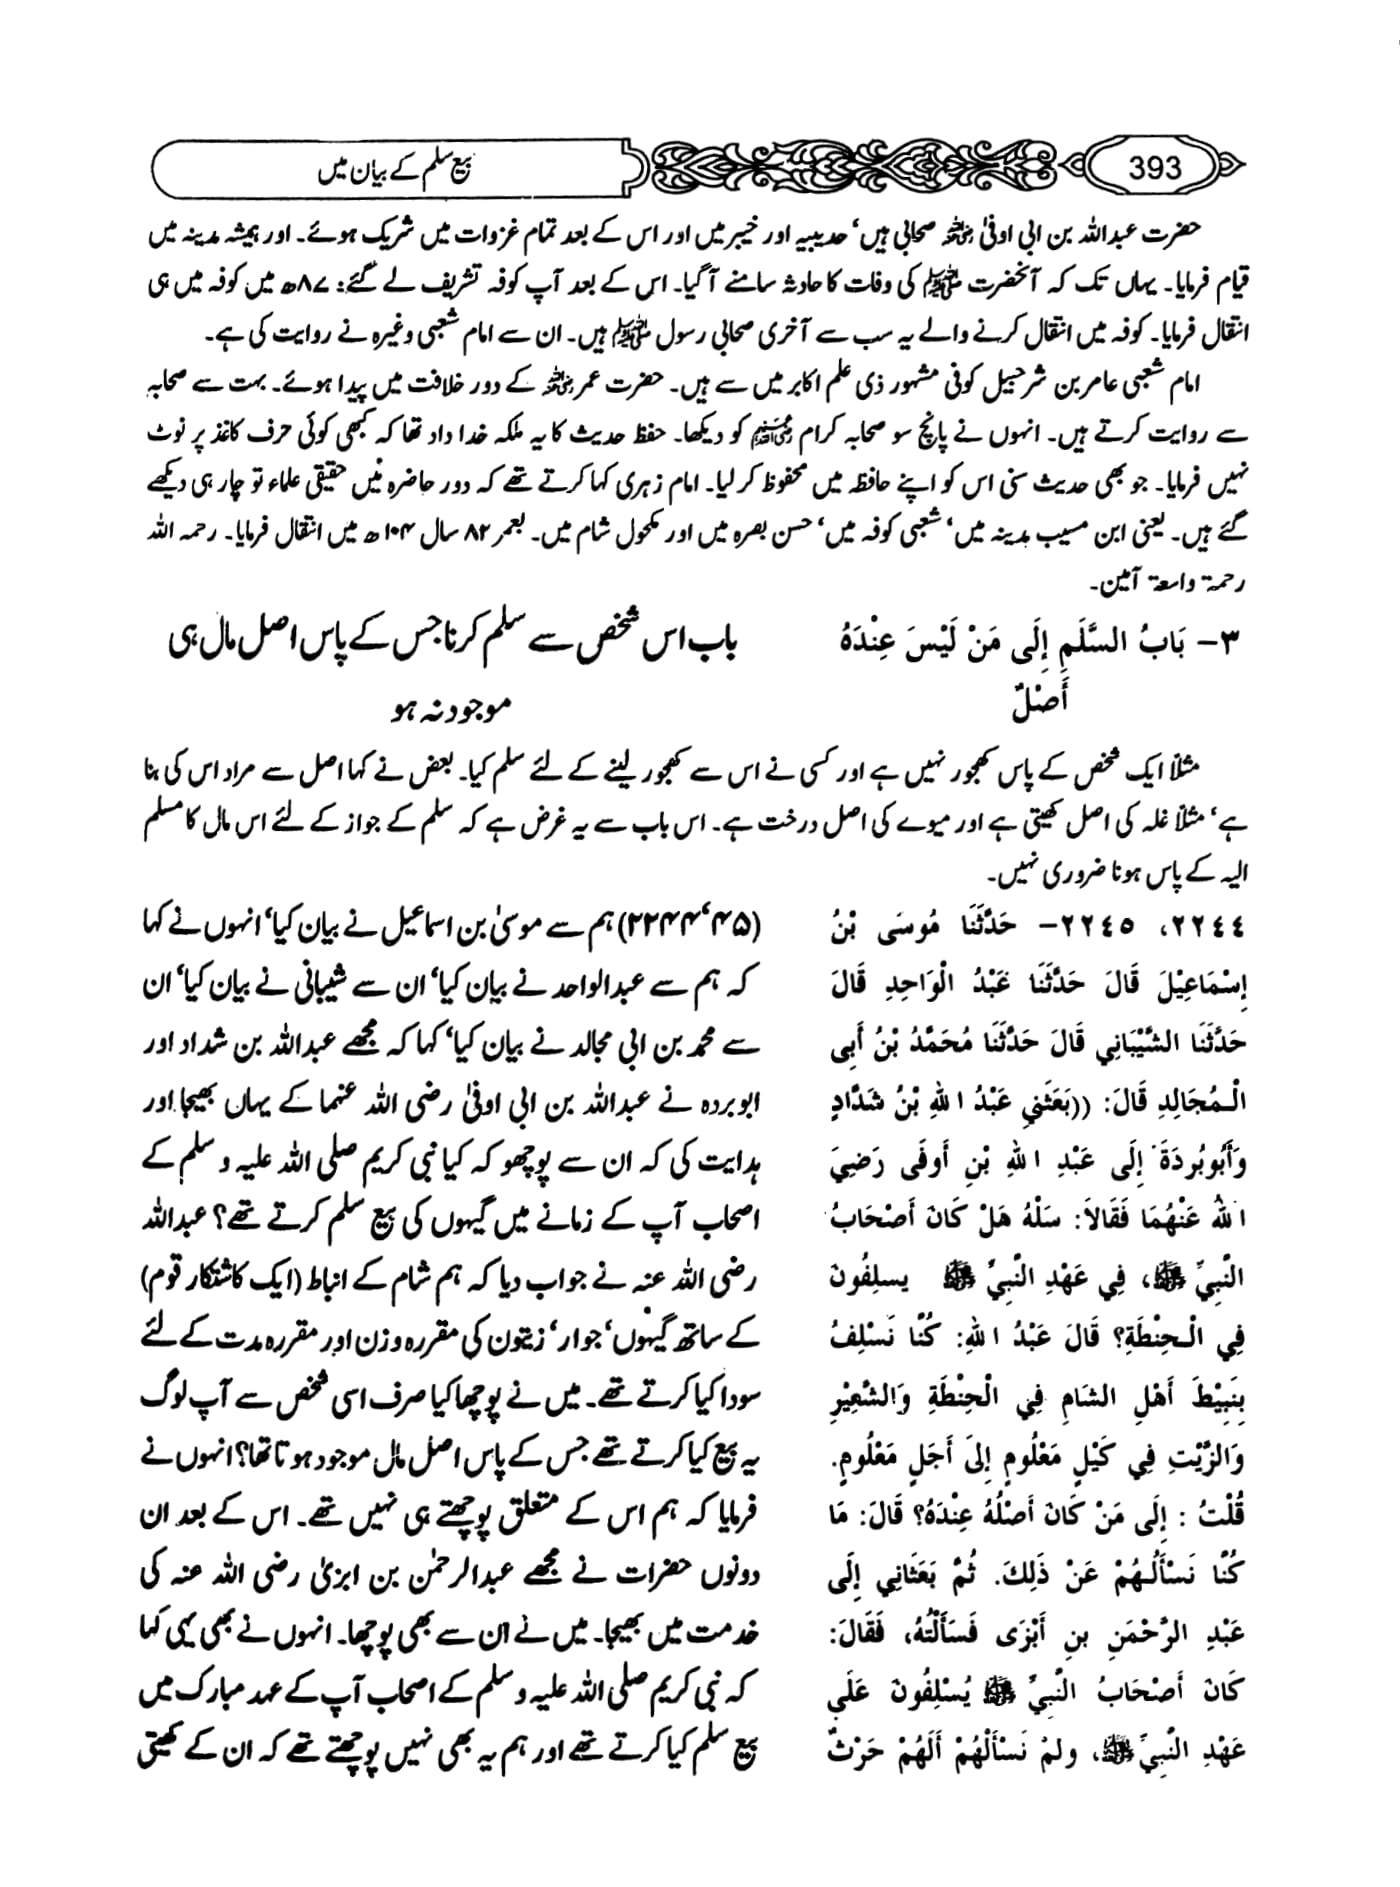 393
بیع سلم کے بیان میں
حضرت عبداللہ بن ابی اوفیٰ رضی اللہ عنہ صحابی ہیں‘ حدیبیہ اور خیبر میں اور اس کے بعد تمام غزوات میں شریک ہوئے۔ اور ہمیشہ مدینہ میں
قیام فرمایا۔ یہاں تک کہ آنحضرت ﷺ کی وفات کا حادثہ سامنے آ گیا۔ اس کے بعد آپ کوفہ تشریف لے گئے: ۸۷ھ میں کوفہ میں ہی
انتقال فرمایا۔ کوفہ میں انتقال کرنے والے یہ سب سے آخری صحابی رسول ﷺ ہیں۔ ان سے امام شعبی وغیرہ نے روایت کی ہے۔
امام شعبی عامر بن شرحبیل کوفی مشہور ذی علم اکابر میں سے ہیں۔ حضرت عمر رضی اللہ عنہ کے دور خلافت میں پیدا ہوئے۔ بہت سے صحابہ
سے روایت کرتے ہیں۔ انہوں نے پانچ سو صحابہ کرام رضی اللہ عنہم کو دیکھا۔ حفظ حدیث کا یہ ملکہ خدا داد تھا کہ کبھی کوئی حرف کاغذ پر نوٹ
نہیں فرمایا۔ جو بھی حدیث سنی اس کو اپنے حافظہ میں محفوظ کر لیا۔ امام زہری کہا کرتے تھے کہ دور حاضرہ میں حقیقی علماء تو چار ہی دیکھے
گئے ہیں۔ یعنی ابن مسیب مدینہ میں‘ شعبی کوفہ میں‘ حسن بصرہ میں اور مکحول شام میں۔ بعمر ۸۲ سال ۱۰۴ھ میں انتقال فرمایا۔ رحمہ اللہ
رحمۃ واسعۃ آمین۔
۳– بَابُ السَّلَمِ إِلَى مَنْ لَيْسَ عِنْدَهُ
أَصْلٌ
باب اس شخص سے سلم کرنا جس کے پاس اصل مال ہی
موجود نہ ہو
مثلاً ایک شخص کے پاس کھجور نہیں ہے اور کسی نے اس سے کھجور لینے کے لئے سلم کیا۔ بعض نے کہا اصل سے مراد اس کی بنا
ہے‘ مثلاً غلہ کی اصل کھیتی ہے اور میوے کی اصل درخت ہے۔ اس باب سے یہ غرض ہے کہ سلم کے جواز کے لئے اس مال کا مسلم
الیہ کے پاس ہونا ضروری نہیں۔
٢٢٤٤، ٢٢٤٥– حَدَّثَنَا مُوسَى بْنُ
إِسْمَاعِيْلَ قَالَ حَدَّثَنَا عَبْدُ الْوَاحِدِ قَالَ
حَدَّثَنَا الشَّيْبَانِي قَالَ حَدَّثَنَا مُحَمَّدُ بْنُ أَبِي
الْـمُجَالِدِ قَالَ: ((بَعَثَنِي عَبْدُ اللهِ بْنُ شَدَّادٍ
وَأَبُوبُردَةَ إِلَى عَبْدِ اللهِ بْنِ أَوفَى رَضِيَ
اللهُ عَنْهُمَا فَقَالاَ: سَلْهُ هَلْ كَانَ أَصْحَابُ
النَّبِيِّ ﷺ، فِي عَهْدِ النَّبِيِّ ﷺ يسلِفُونَ
فِي الْـحِنْطَةِ؟ قَالَ عَبْدُ اللهِ: كُنَّا نَسْلِفُ
بِنَبِيْطَ أَهْلِ الشَامِ فِي الْحِنْطَةِ وَالشَّعِيْرِ
وَالزَّيْتِ فِي كَيْلٍ مَعْلُومٍ إِلَى أَجَلٍ مَعْلُومٍ.
قُلْتُ : إِلَى مَنْ كَانَ أَصْلُهُ عِنْدَهُ؟ قَالَ: مَا
كُنَّا نَسْأَلُـهُمْ عَنْ ذَلِكَ. ثُمَّ بَعَثَانِي إِلَى
عَبْدِ الرَّحْمَنِ بنِ أَبْزَى فَسَأَلْتُهُ، فَقَالَ:
كَانَ أَصْحَابُ النَّبِيِّ ﷺ يُسْلِفُونَ عَلَى
عَهْدِ النَّبِيِّ ﷺ، ولمْ نَسْأَلْهُمْ أَلَهُمْ حَرْثٌ
(۴۵‘۲۲۴۴) ہم سے موسیٰ بن اسماعیل نے بیان کیا‘ انہوں نے کہا
کہ ہم سے عبدالواحد نے بیان کیا‘ ان سے شیبانی نے بیان کیا‘ ان
سے محمد بن ابی مجالد نے بیان کیا‘ کہا کہ مجھے عبداللہ بن شداد اور
ابوبردہ نے عبداللہ بن ابی اوفیٰ رضی اللہ عنہما کے یہاں بھیجا اور
ہدایت کی کہ ان سے پوچھو کہ کیا نبی کریم صلی اللہ علیہ و سلم کے
اصحاب آپ کے زمانے میں گیہوں کی بیع سلم کرتے تھے؟ عبداللہ
رضی اللہ عنہ نے جواب دیا کہ ہم شام کے انباط (ایک کاشتکار قوم)
کے ساتھ گیہوں‘ جوار‘ زیتون کی مقررہ وزن اور مقررہ مدت کے لئے
سودا کیا کرتے تھے۔ میں نے پوچھا کیا صرف اسی شخص سے آپ لوگ
یہ بیع کیا کرتے تھے جس کے پاس اصل مال موجود ہوتا تھا؟ انہوں نے
فرمایا کہ ہم اس کے متعلق پوچھتے ہی نہیں تھے۔ اس کے بعد ان
دونوں حضرات نے مجھے عبدالرحمٰن بن ابزیٰ رضی اللہ عنہ کی
خدمت میں بھیجا۔ میں نے ان سے بھی پوچھا۔ انہوں نے بھی یہی کہا
کہ نبی کریم صلی اللہ علیہ و سلم کے اصحاب آپ کے عہد مبارک میں
بیع سلم کیا کرتے تھے اور ہم یہ بھی نہیں پوچھتے تھے کہ ان کے کھیتی